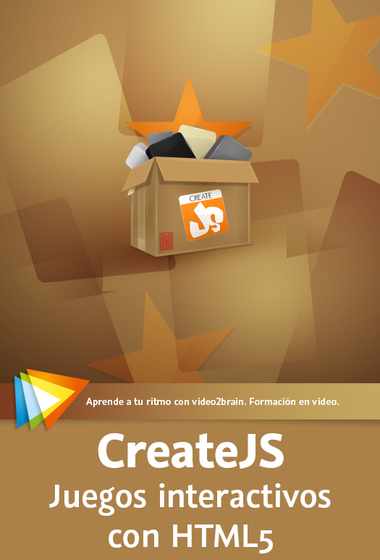 CREATE
JS
Aprende a tu ritmo con video2brain. Formación en video.
CreateJS
Juegos interactivos
con HTML5